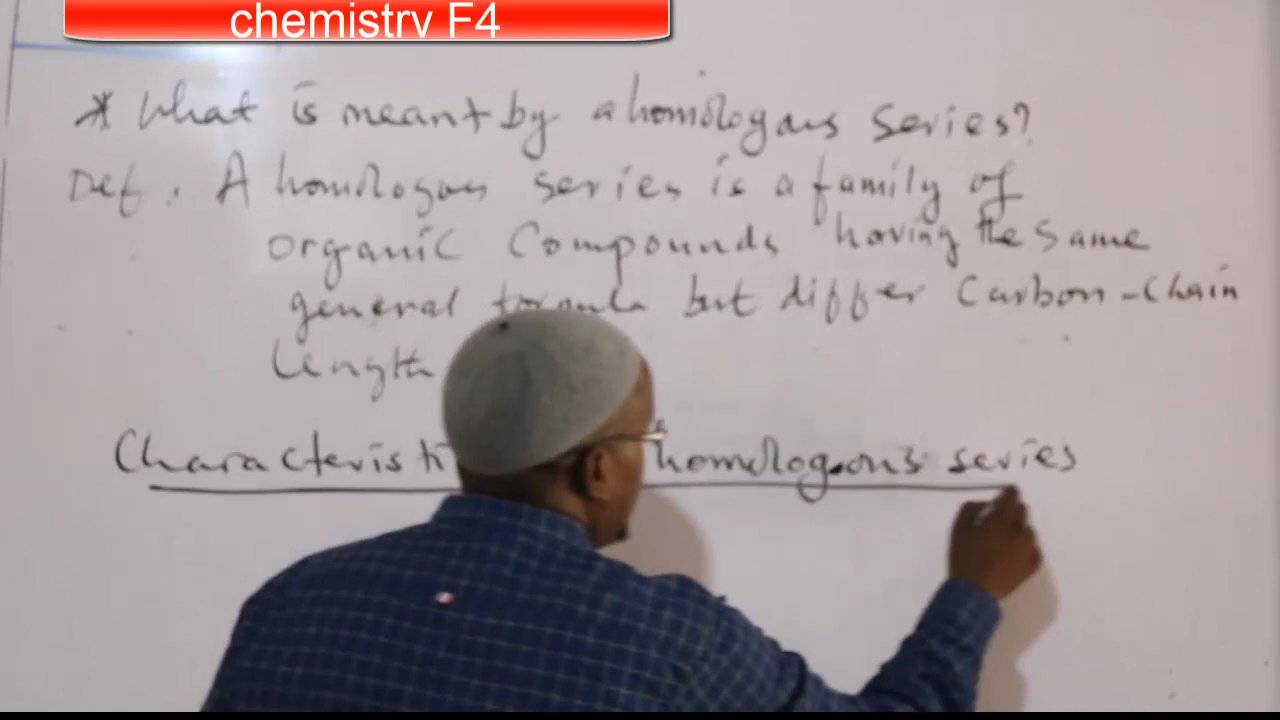 chemistry F4
* What is meant by a homologous series?
Def. A homologous series is a family of
organic compounds having the same
general formula but differ carbon-chain
length
Characteristi homologous series